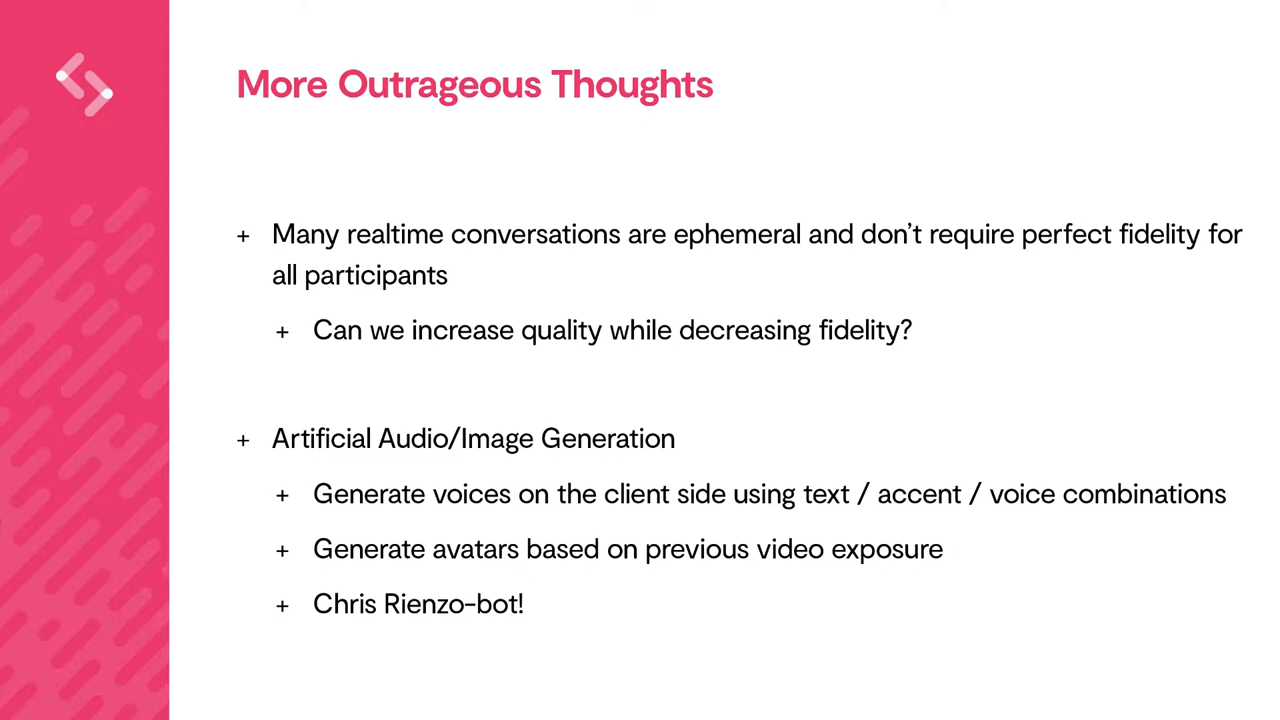 More Outrageous Thoughts
+ Many realtime conversations are ephemeral and don’t require perfect fidelity for
all participants
+ Can we increase quality while decreasing fidelity?
+ Artificial Audio/Image Generation
+ Generate voices on the client side using text / accent / voice combinations
+ Generate avatars based on previous video exposure
+ Chris Rienzo-bot!